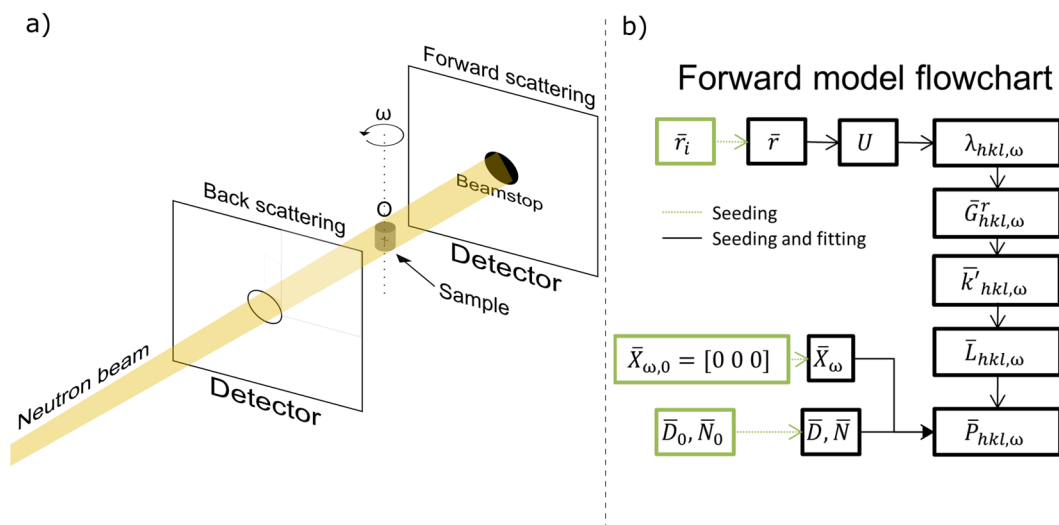 a)
Forward scattering
ω
Beamstop
Back scattering
O
Detector
Sample
Neutron beam
Detector
b)
Forward model flowchart
r̄ᵢ
r̄
U
λhkl,ω
Seeding
Seeding and fitting
Ḡʳhkl,ω
k̄'hkl,ω
X̄ω,0 = [0 0 0]
X̄ω
L̄hkl,ω
D̄₀, N̄₀
D̄, N̄
P̄hkl,ω